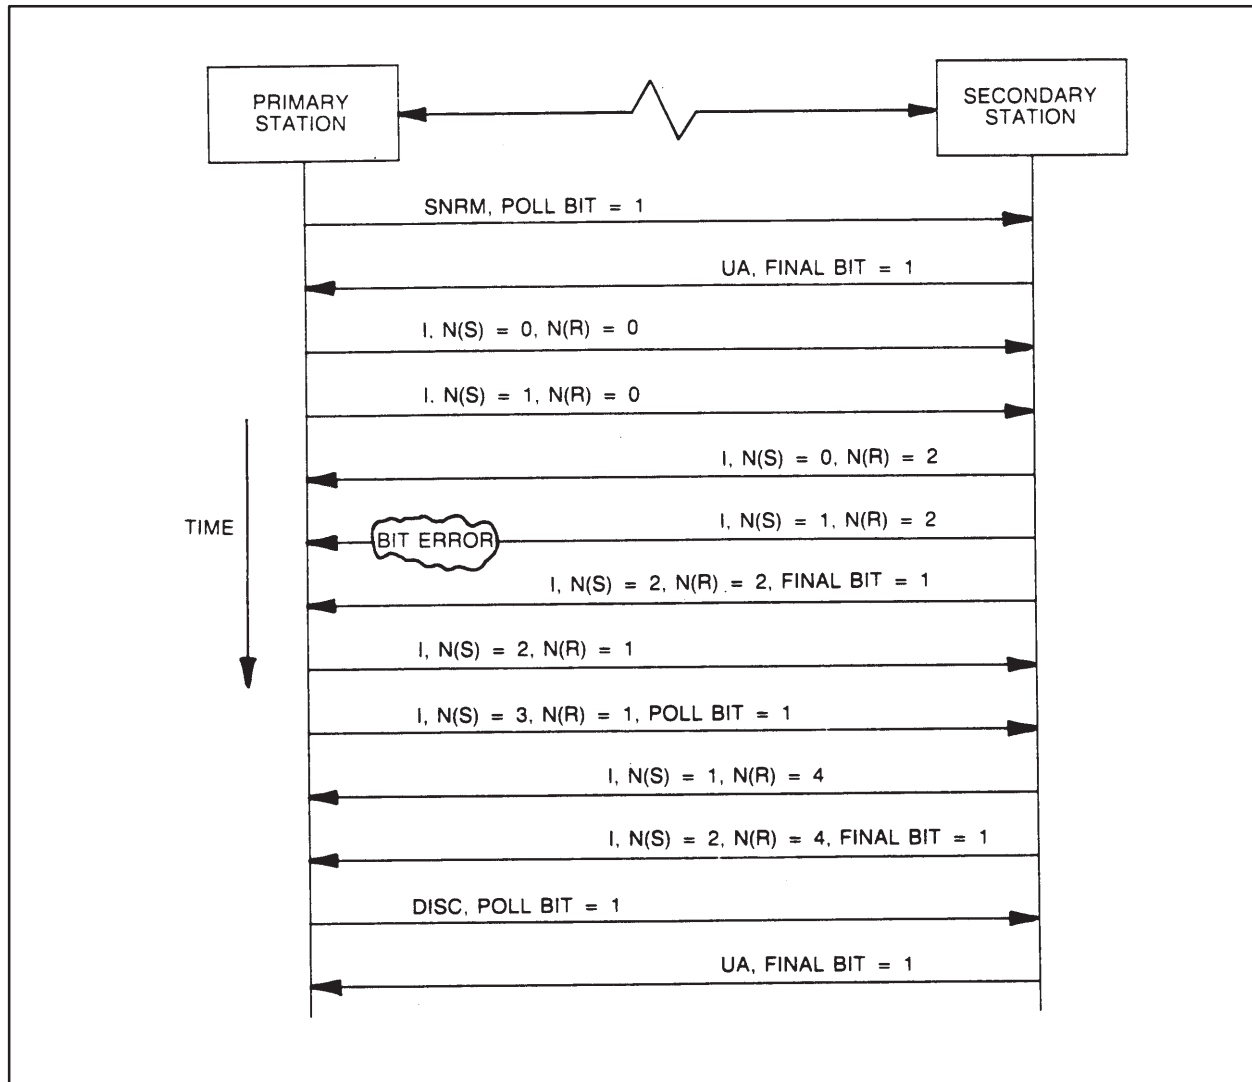 PRIMARY
STATION
SECONDARY
STATION
SNRM, POLL BIT = 1
UA, FINAL BIT = 1
I, N(S) = 0, N(R) = 0
I. N(S) = 1, N(R) = 0
I, N(S) = 0, N(R) = 2
TIME
I, N(S) = 1, N(R) = 2
BIT ERROR
I, N(S) = 2, N(R) = 2, FINAL BIT = 1
I, N(S) = 2, N(R) = 1
I, N(S) = 3, N(R) = 1, POLL BIT = 1
I, N(S) = 1, N(R) = 4
I, N(S) = 2, N(R) = 4, FINAL BIT = 1
DISC, POLL BIT = 1
UA, FINAL BIT = 1